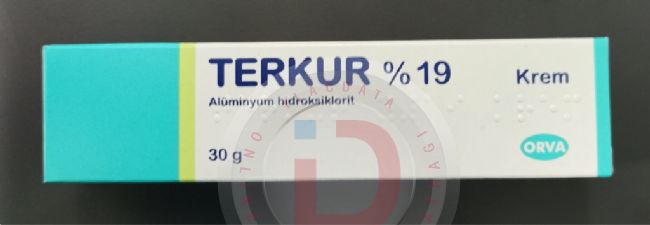 TERKUR %19 Krem
Alüminyum hidroksiklorit
30 g
ORVA